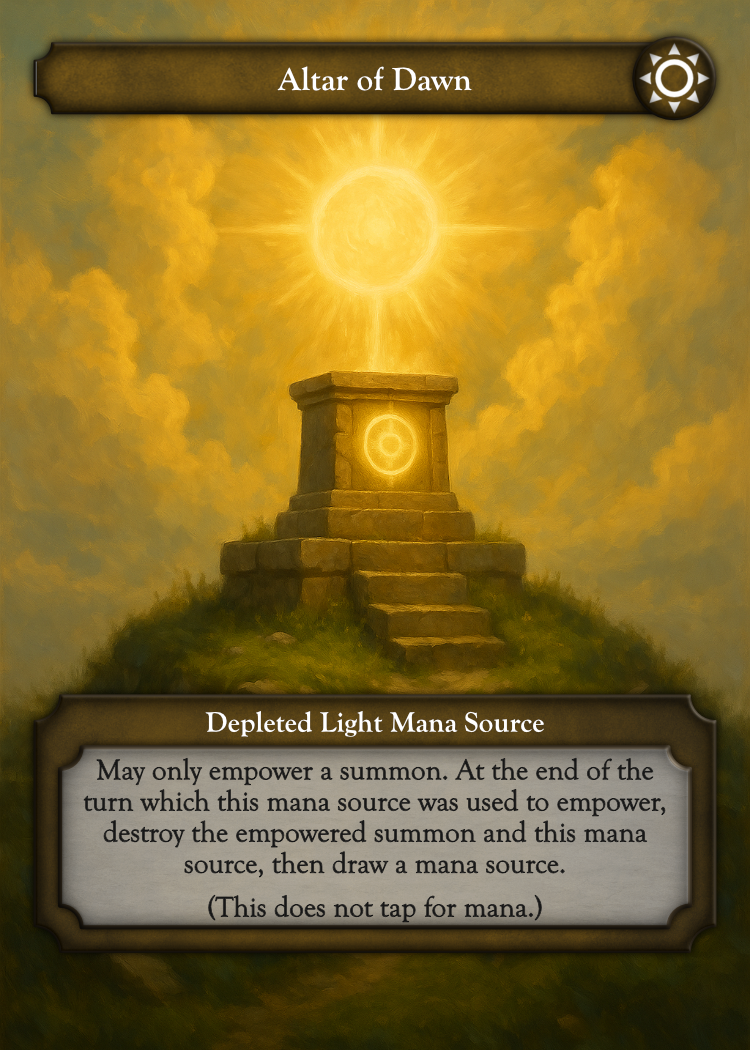 Altar of Dawn
Depleted Light Mana Source
May only empower a summon. At the end of the
turn which this mana source was used to empower,
destroy the empowered summon and this mana
source, then draw a mana source.
(This does not tap for mana.)